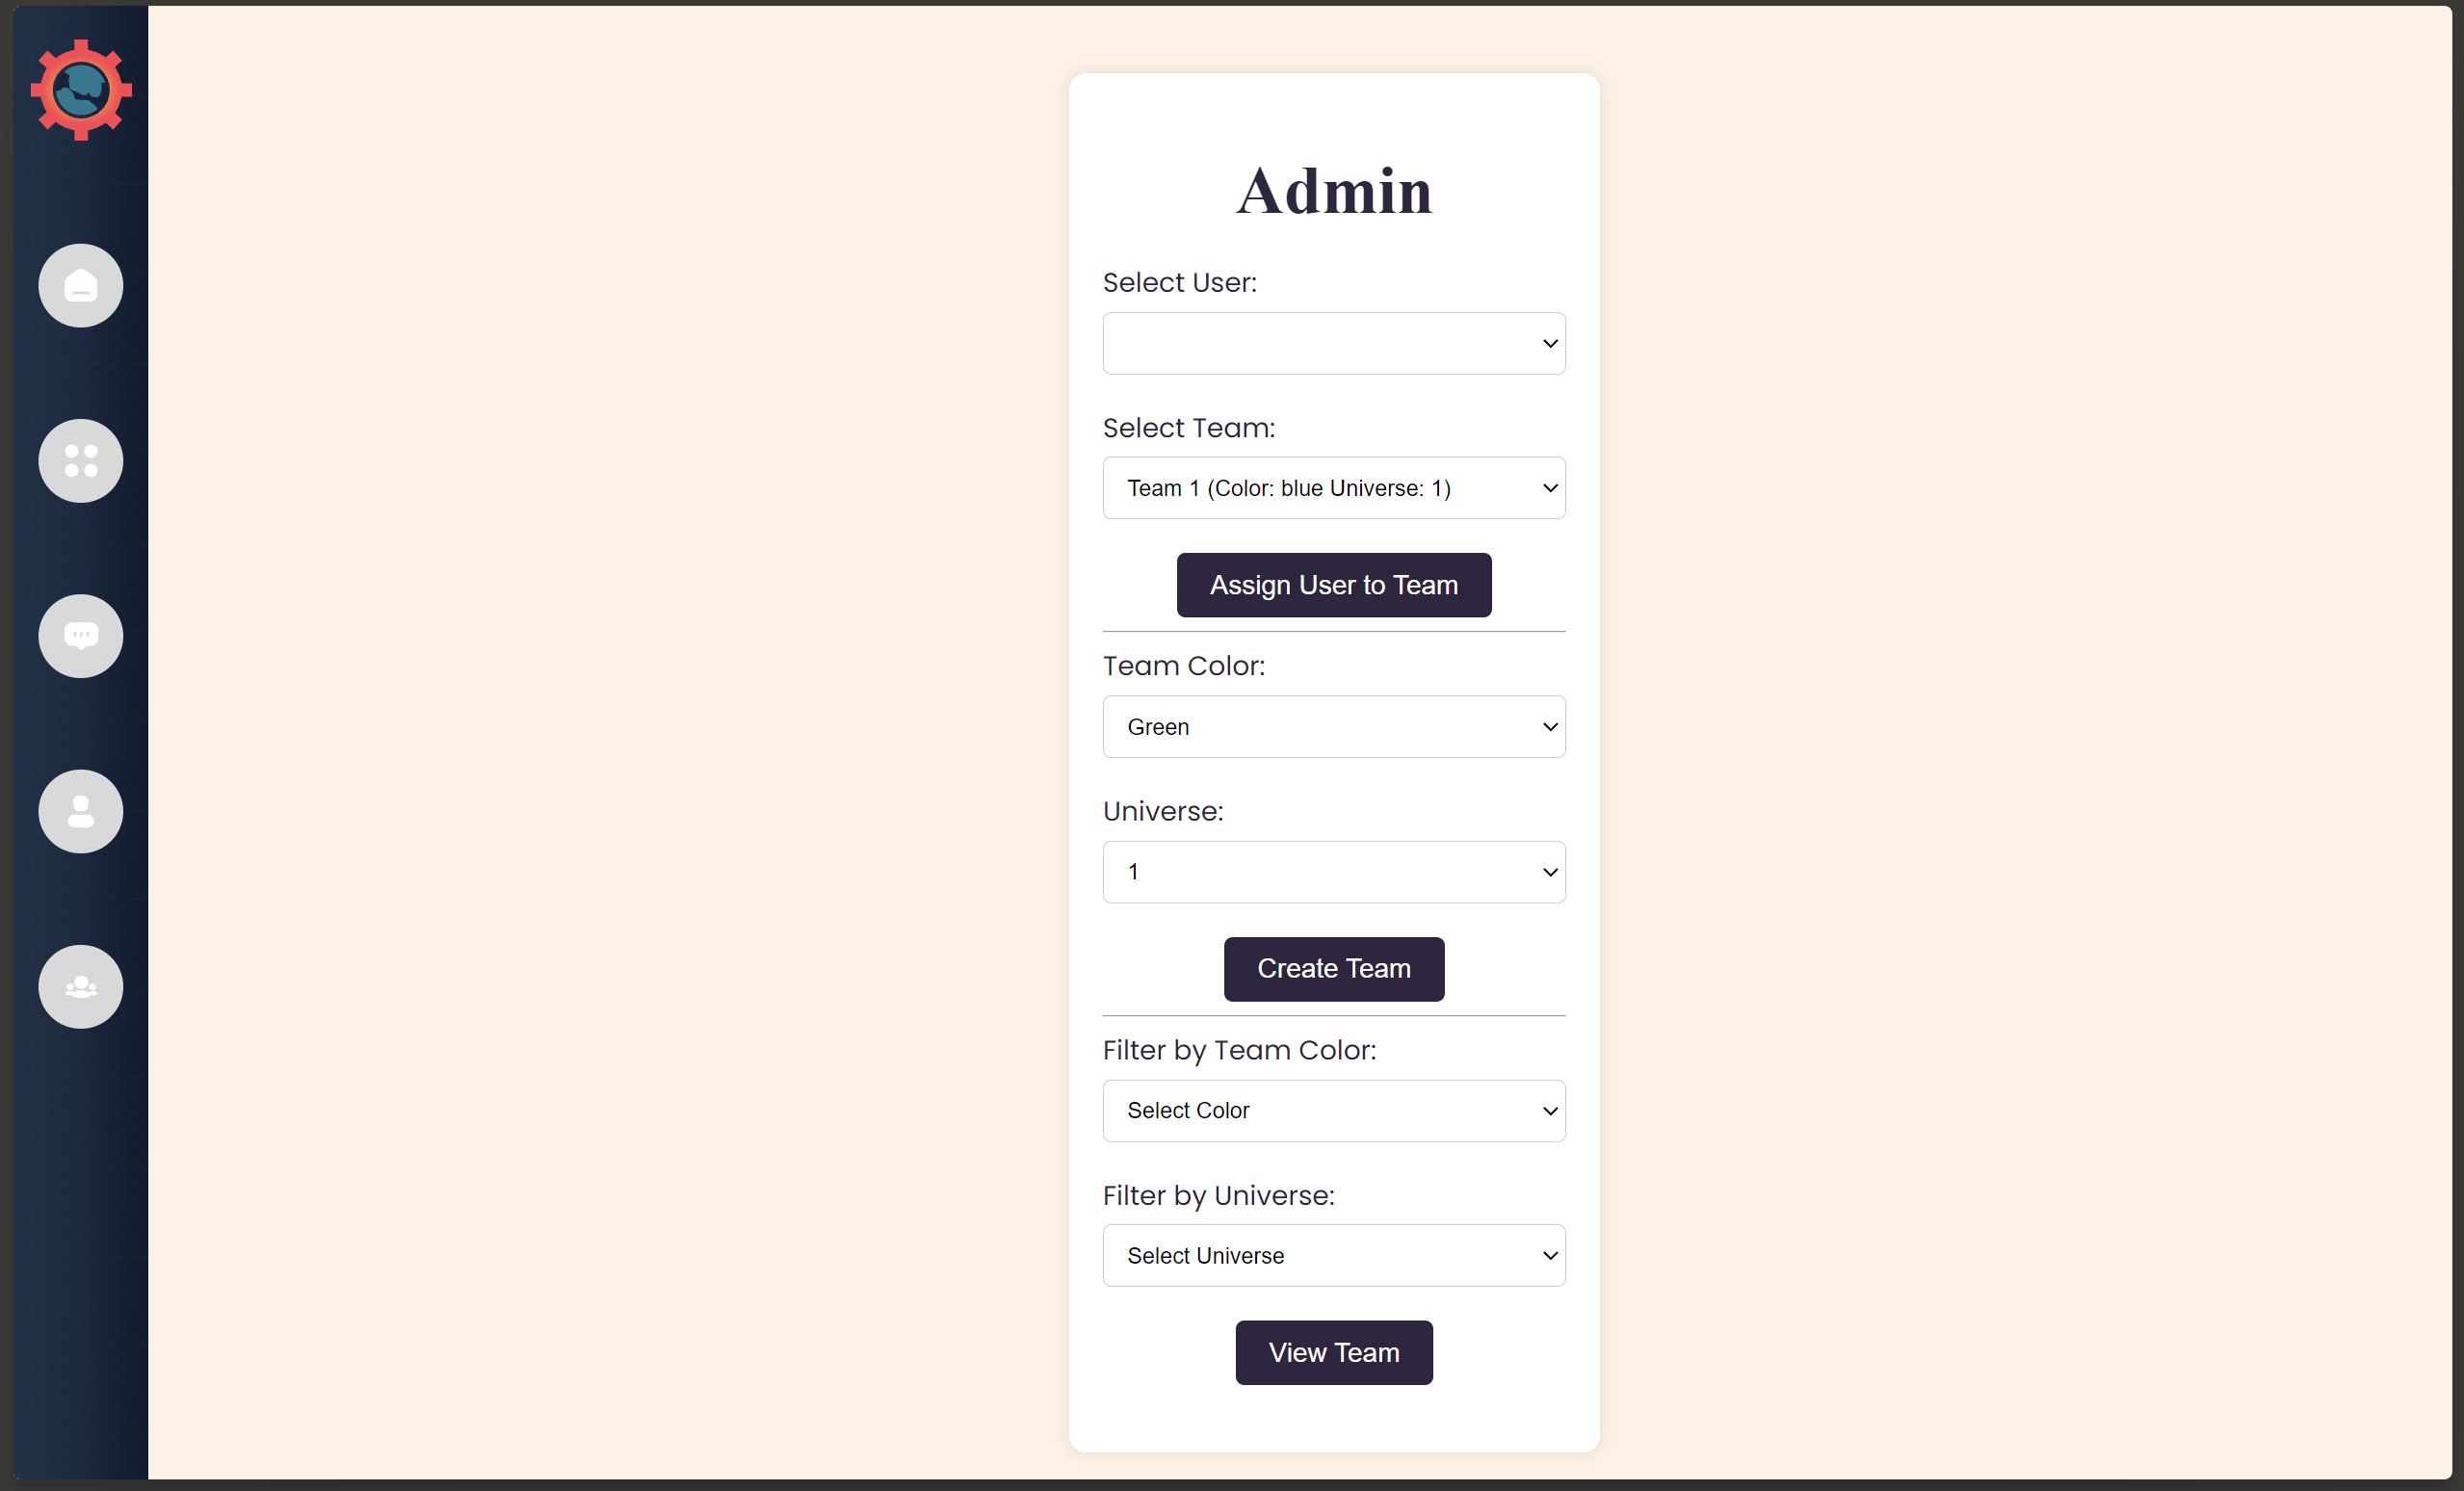 Admin
Select User:
Select Team:
Team 1 (Color: blue Universe: 1)
Assign User to Team
Team Color:
Green
Universe:
1
Create Team
Filter by Team Color:
Select Color
Filter by Universe:
Select Universe
View Team